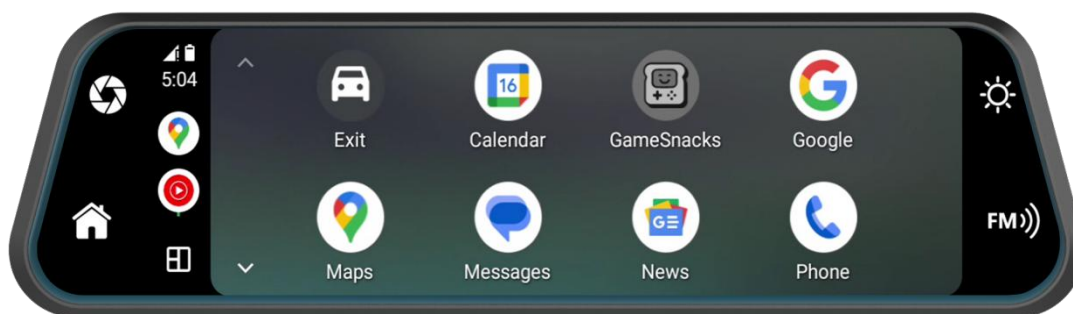 5:04
16
Exit
Calendar
GameSnacks
Google
G
Maps
Messages
News
Phone
FM